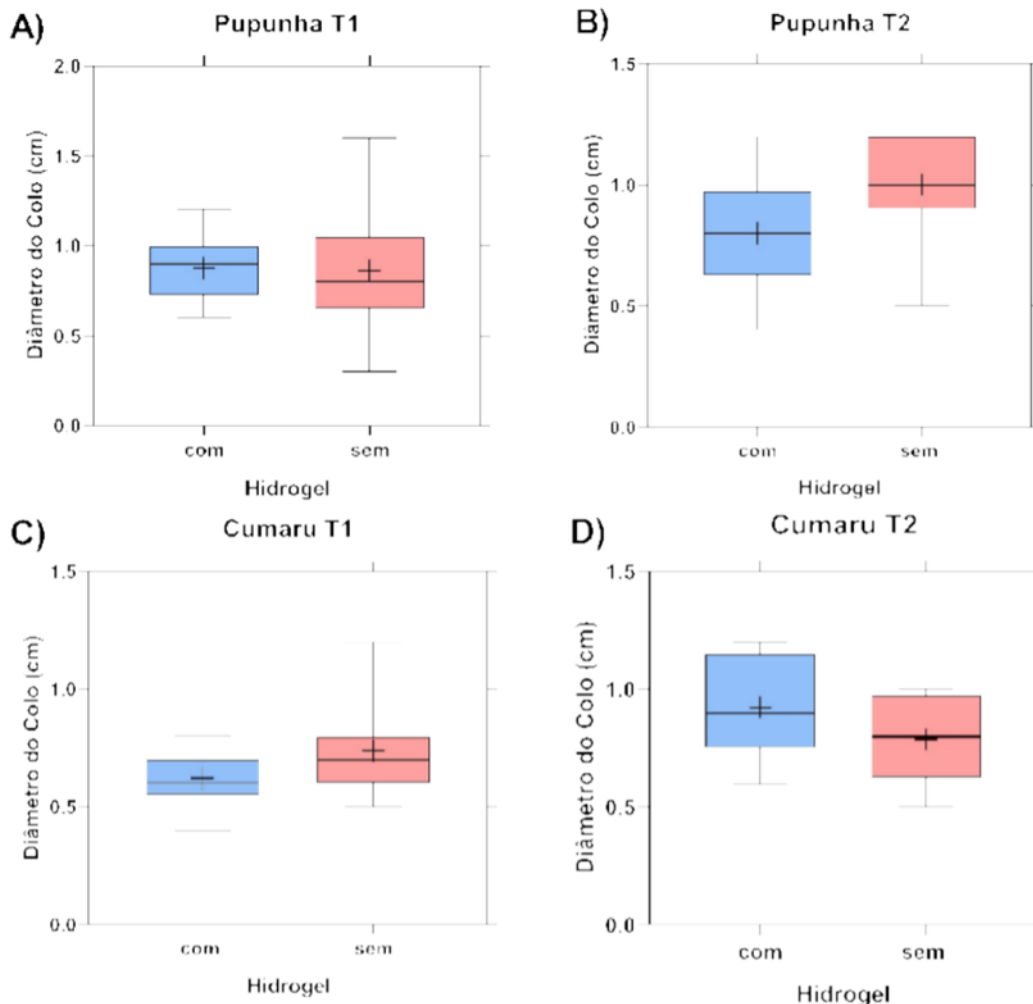 A)
Pupunha T1
Diâmetro do Colo (cm)
2.0
1.5
1.0
0.5
0.0
com sem
Hidrogel
B)
Pupunha T2
Diâmetro do Colo (cm)
1.5
1.0
0.5
0.0
com sem
Hidrogel
C)
Cumaru T1
Diâmetro do Colo (cm)
1.5
1.0
0.5
0.0
com sem
Hidrogel
D)
Cumaru T2
Diâmetro do Colo (cm)
1.5
1.0
0.5
0.0
com sem
Hidrogel